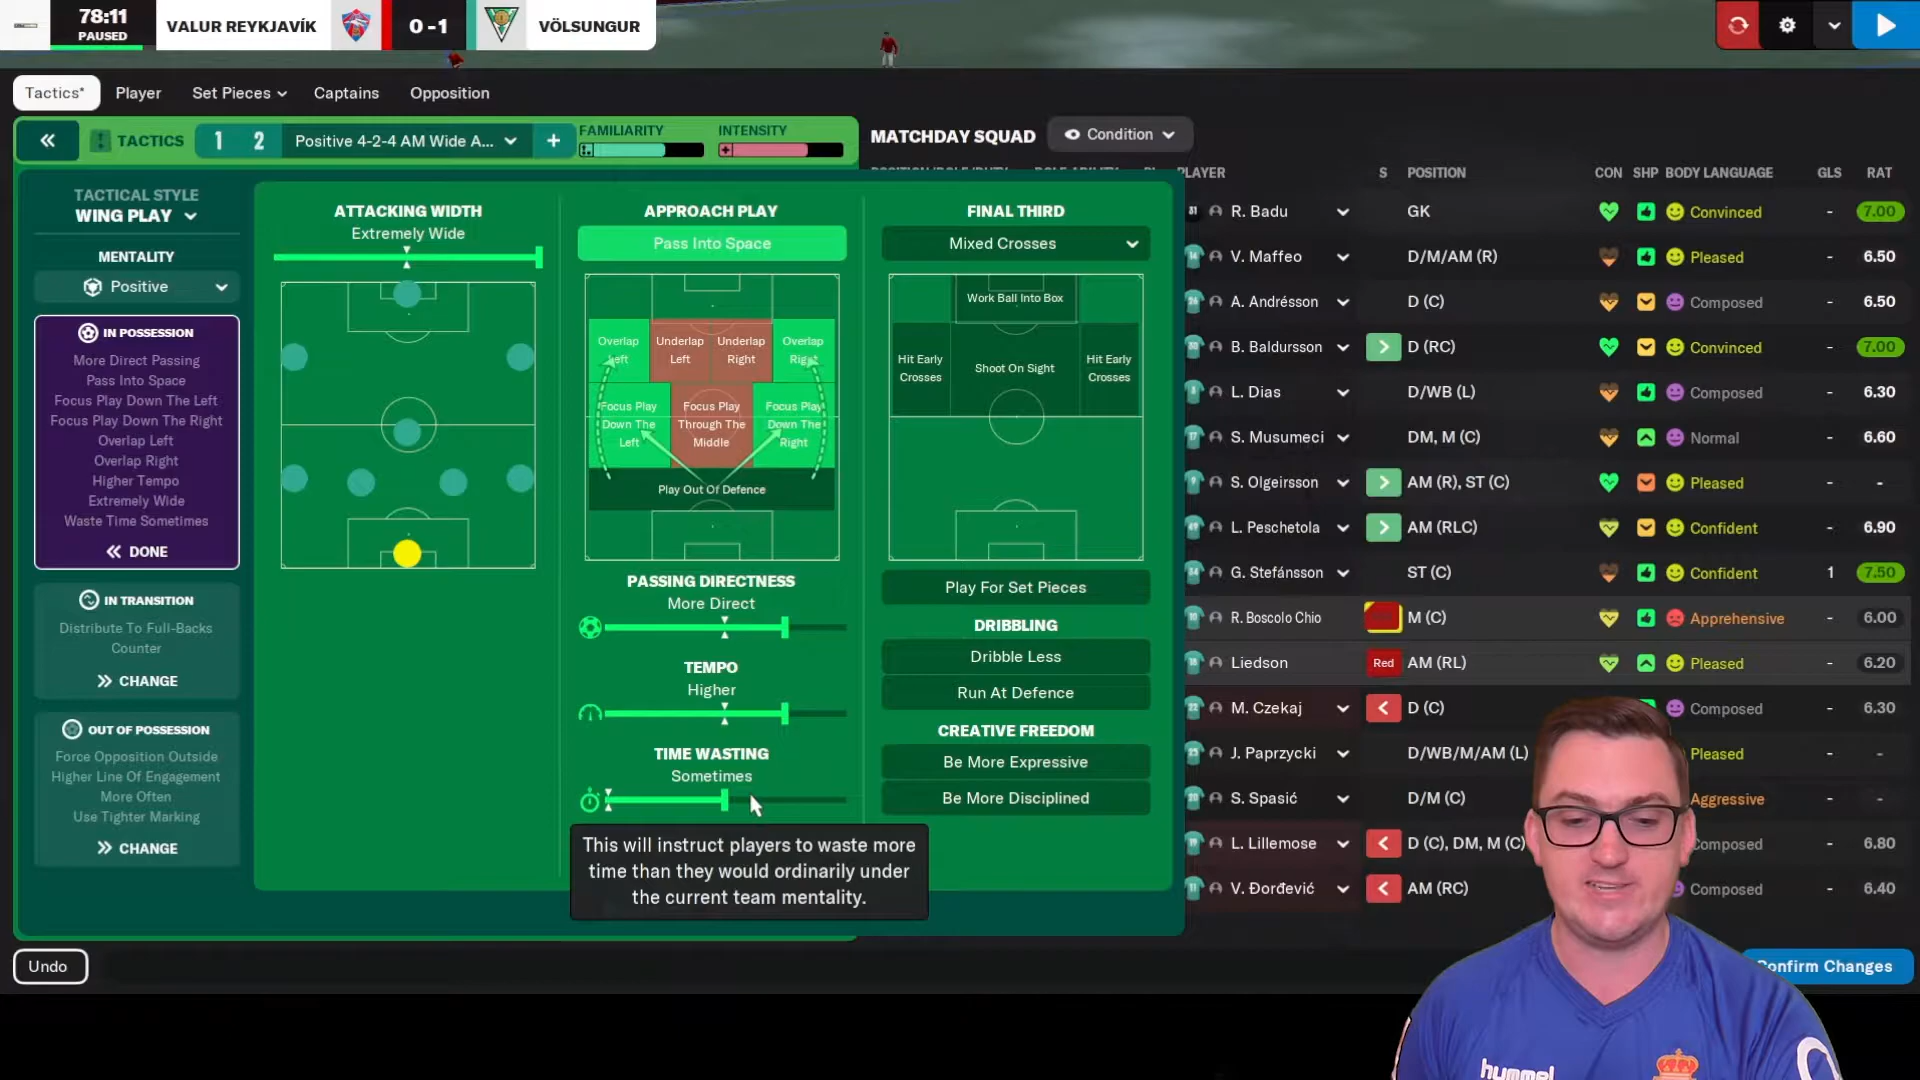 78:11
PAUSED
VALUR REYKJAVÍK
0 - 1
VÖLSUNGUR
Tactics*
Player
Set Pieces
Captains
Opposition
TACTICS
1
2
Positive 4-2-4 AM Wide A...
FAMILIARITY
INTENSITY
TACTICAL STYLE
WING PLAY
MENTALITY
Positive
IN POSSESSION
More Direct Passing
Pass Into Space
Focus Play Down The Left
Focus Play Down The Right
Overlap Left
Overlap Right
Higher Tempo
Extremely Wide
Waste Time Sometimes
DONE
IN TRANSITION
Distribute To Full-Backs
Counter
CHANGE
OUT OF POSSESSION
Force Opposition Outside
Higher Line Of Engagement
More Often
Use Tighter Marking
CHANGE
ATTACKING WIDTH
Extremely Wide
APPROACH PLAY
Pass Into Space
Overlap Left
Underlap Left
Underlap Right
Overlap Right
Focus Play Down The Left
Focus Play Through The Middle
Focus Play Down The Right
Play Out Of Defence
PASSING DIRECTNESS
More Direct
TEMPO
Higher
TIME WASTING
Sometimes
This will instruct players to waste more
time than they would ordinarily under
the current team mentality.
FINAL THIRD
Mixed Crosses
Work Ball Into Box
Hit Early Crosses
Shoot On Sight
Hit Early Crosses
Play For Set Pieces
DRIBBLING
Dribble Less
Run At Defence
CREATIVE FREEDOM
Be More Expressive
Be More Disciplined
MATCHDAY SQUAD
Condition
PLAYER S POSITION CON SHP BODY LANGUAGE GLS RAT
R. Badu GK Convinced - 7.00
V. Maffeo D/M/AM (R) Pleased - 6.50
A. Andrésson D (C) Composed - 6.50
B. Baldursson D (RC) Convinced - 7.00
L. Dias D/WB (L) Composed - 6.30
S. Musumeci DM, M (C) Normal - 6.60
S. Olgeirsson AM (R), ST (C) Pleased - -
L. Peschetola AM (RLC) Confident - 6.90
G. Stefánsson ST (C) Confident 1 7.50
R. Boscolo Chio M (C) Apprehensive - 6.00
Liedson Red AM (RL) Pleased - 6.20
M. Czekaj D (C) Composed - 6.30
J. Paprzycki D/WB/M/AM (L) Pleased - -
S. Spasić D/M (C) Aggressive - -
L. Lillemose D (C), DM, M (C) Composed - 6.80
V. Đorđević AM (RC) Composed - 6.40
Undo
Confirm Changes
hummel